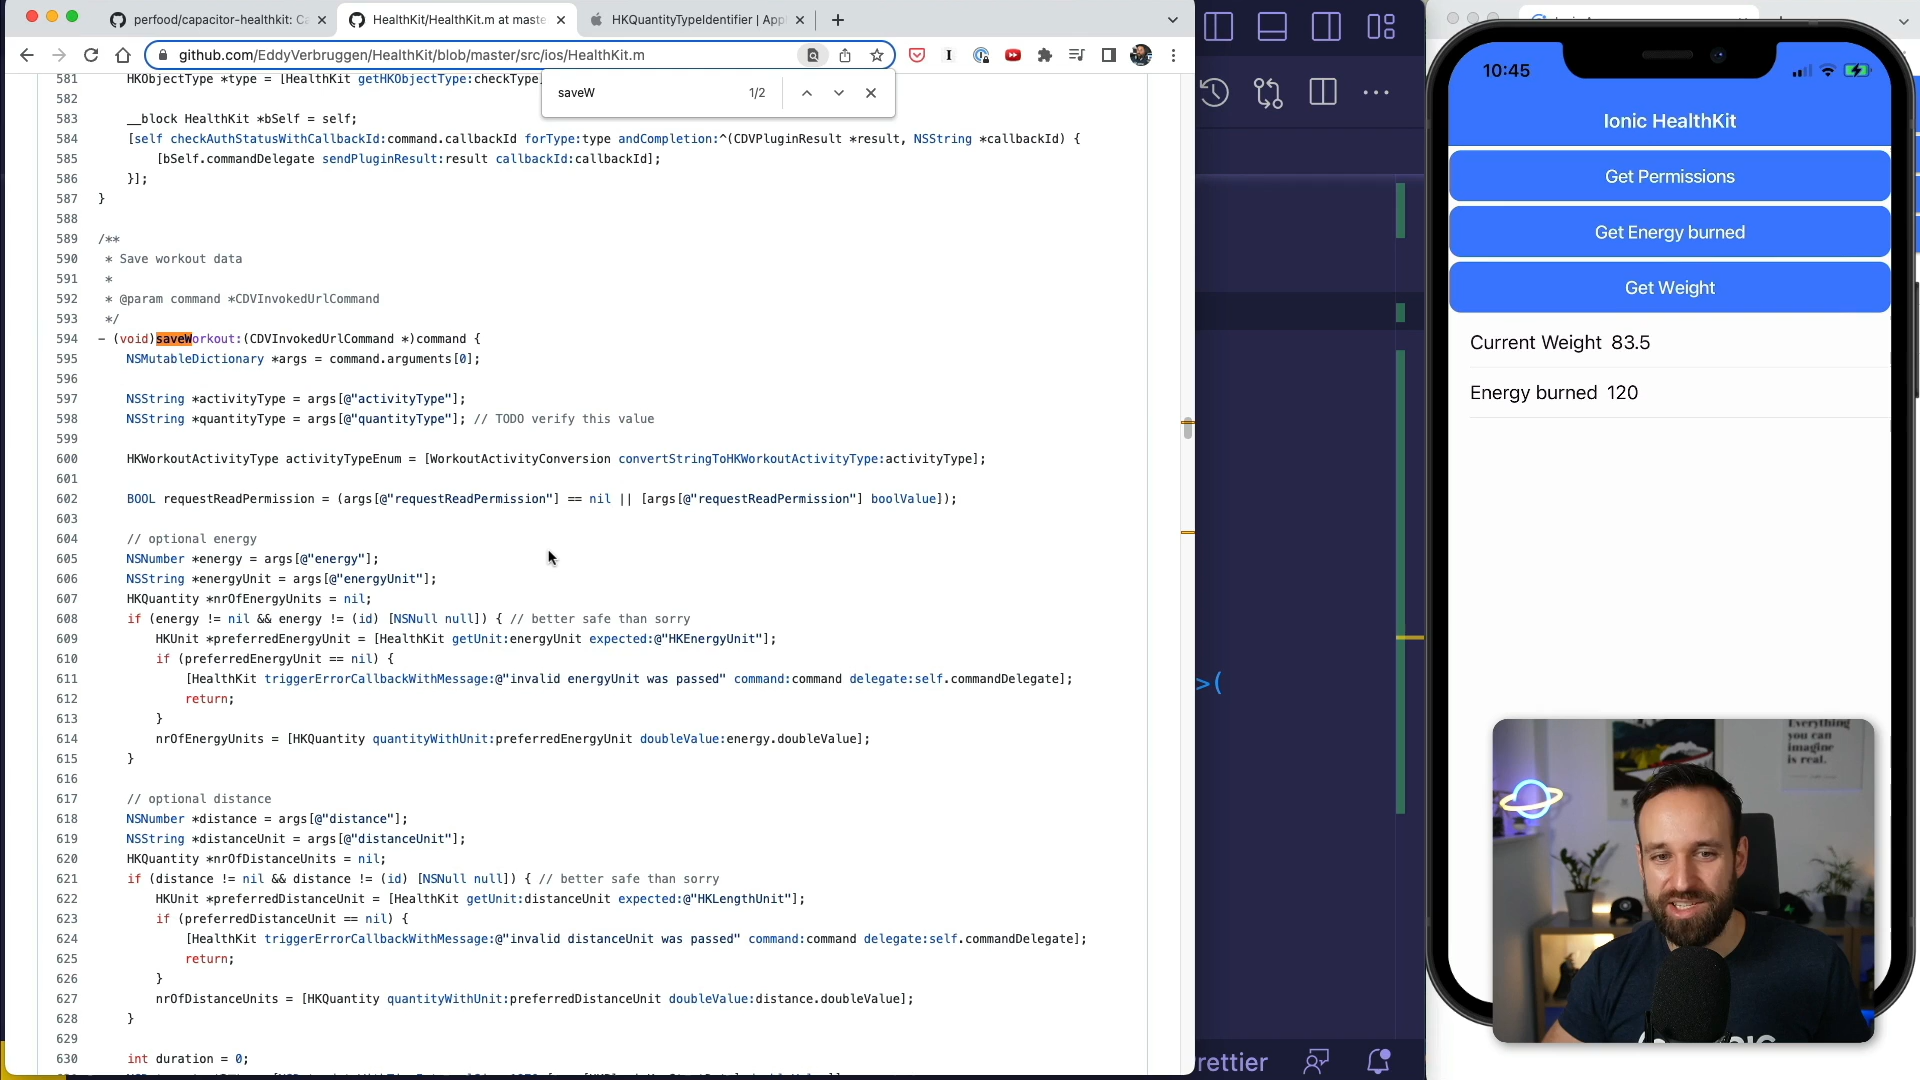 perfood/capacitor-healthkit: C
HealthKit/HealthKit.m at maste
HKQuantityTypeIdentifier | App
github.com/EddyVerbruggen/HealthKit/blob/master/src/ios/HealthKit.m
saveW
1/2
581 HKObjectType *type = [HealthKit getHKObjectType:checkType
582
583 __block HealthKit *bSelf = self;
584 [self checkAuthStatusWithCallbackId:command.callbackId forType:type andCompletion:^(CDVPluginResult *result, NSString *callbackId) {
585 [bSelf.commandDelegate sendPluginResult:result callbackId:callbackId];
586 }];
587 }
588
589 /**
590 * Save workout data
591 *
592 * @param command *CDVInvokedUrlCommand
593 */
594 - (void)saveWorkout:(CDVInvokedUrlCommand *)command {
595 NSMutableDictionary *args = command.arguments[0];
596
597 NSString *activityType = args[@"activityType"];
598 NSString *quantityType = args[@"quantityType"]; // TODO verify this value
599
600 HKWorkoutActivityType activityTypeEnum = [WorkoutActivityConversion convertStringToHKWorkoutActivityType:activityType];
601
602 BOOL requestReadPermission = (args[@"requestReadPermission"] == nil || [args[@"requestReadPermission"] boolValue]);
603
604 // optional energy
605 NSNumber *energy = args[@"energy"];
606 NSString *energyUnit = args[@"energyUnit"];
607 HKQuantity *nrOfEnergyUnits = nil;
608 if (energy != nil && energy != (id) [NSNull null]) { // better safe than sorry
609 HKUnit *preferredEnergyUnit = [HealthKit getUnit:energyUnit expected:@"HKEnergyUnit"];
610 if (preferredEnergyUnit == nil) {
611 [HealthKit triggerErrorCallbackWithMessage:@"invalid energyUnit was passed" command:command delegate:self.commandDelegate];
612 return;
613 }
614 nrOfEnergyUnits = [HKQuantity quantityWithUnit:preferredEnergyUnit doubleValue:energy.doubleValue];
615 }
616
617 // optional distance
618 NSNumber *distance = args[@"distance"];
619 NSString *distanceUnit = args[@"distanceUnit"];
620 HKQuantity *nrOfDistanceUnits = nil;
621 if (distance != nil && distance != (id) [NSNull null]) { // better safe than sorry
622 HKUnit *preferredDistanceUnit = [HealthKit getUnit:distanceUnit expected:@"HKLengthUnit"];
623 if (preferredDistanceUnit == nil) {
624 [HealthKit triggerErrorCallbackWithMessage:@"invalid distanceUnit was passed" command:command delegate:self.commandDelegate];
625 return;
626 }
627 nrOfDistanceUnits = [HKQuantity quantityWithUnit:preferredDistanceUnit doubleValue:distance.doubleValue];
628 }
629
630 int duration = 0;
>(
rettier
10:45
Ionic HealthKit
Get Permissions
Get Energy burned
Get Weight
Current Weight 83.5
Energy burned 120
Everything
you can
imagine
is real.